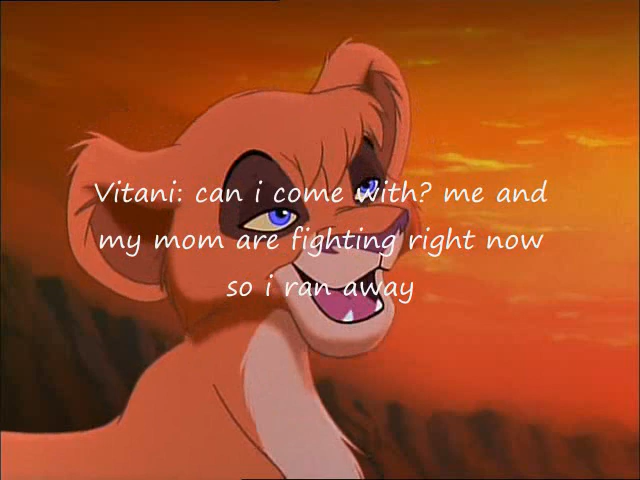 Vitani: can i come with? me and
my mom are fighting right now
so i ran away